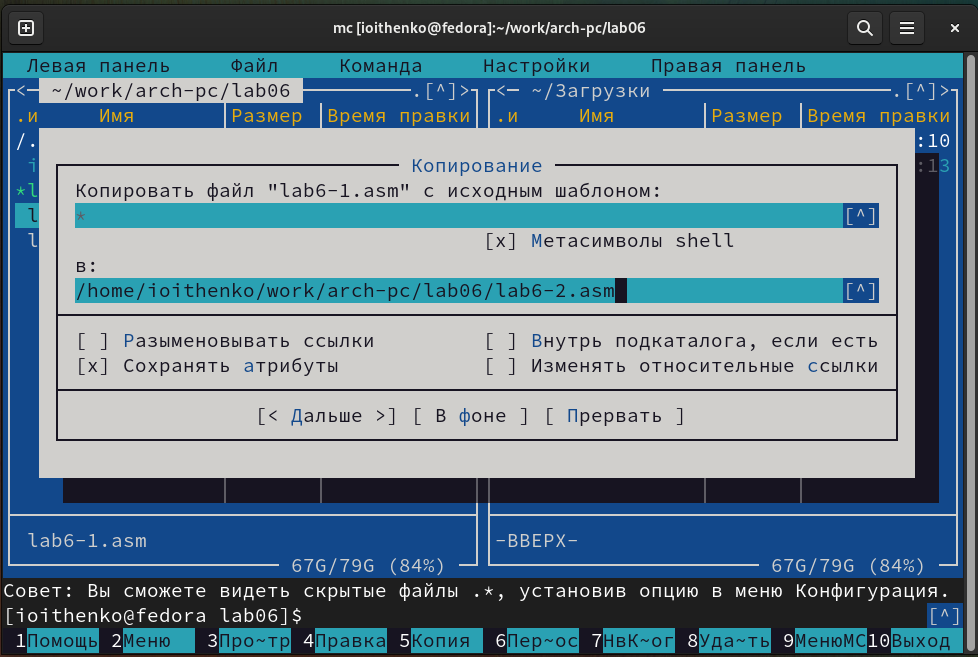 mc [ioithenko@fedora]:~/work/arch-pc/lab06
Левая панель Файл Команда Настройки Правая панель
<─ ~/work/arch-pc/lab06 .[^]> <─ ~/Загрузки .[^]>
.и Имя Размер Время правки .и Имя Размер Время правки
/. :10
i :13
*l
l
l
Копирование
Копировать файл "lab6-1.asm" с исходным шаблоном:
* [^]
[x] Метасимволы shell
в:
/home/ioithenko/work/arch-pc/lab06/lab6-2.asm [^]
[ ] Разыменовывать ссылки [ ] Внутрь подкаталога, если есть
[x] Сохранять атрибуты [ ] Изменять относительные ссылки
[< Дальше >] [ В фоне ] [ Прервать ]
lab6-1.asm -ВВЕРХ-
67G/79G (84%) 67G/79G (84%)
Совет: Вы сможете видеть скрытые файлы .*, установив опцию в меню Конфигурация.
[ioithenko@fedora lab06]$ [^]
1Помощь 2Меню 3Про~тр 4Правка 5Копия 6Пер~ос 7НвК~ог 8Уда~ть 9МенюMC 10Выход